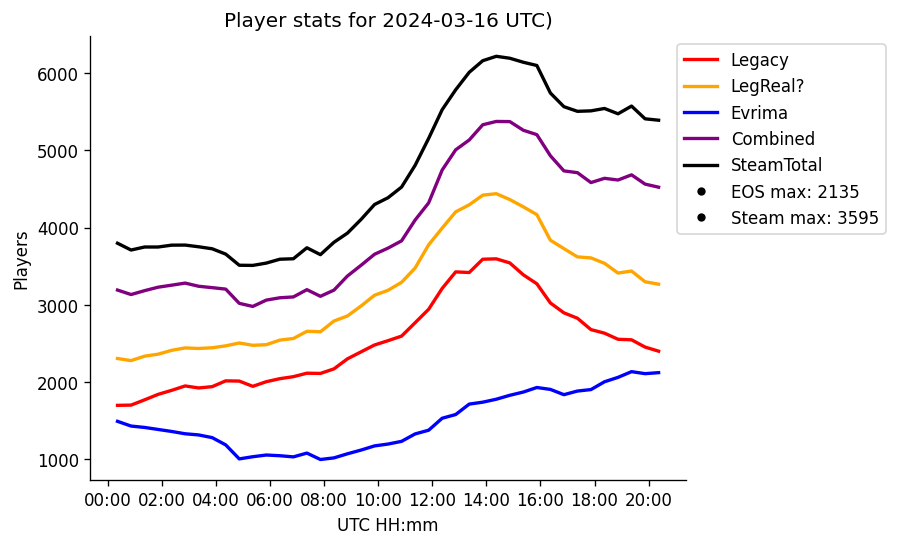 Player stats for 2024-03-16 UTC)
Players
6000
5000
4000
3000
2000
1000
00:00 02:00 04:00 06:00 08:00 10:00 12:00 14:00 16:00 18:00 20:00
UTC HH:mm
Legacy
LegReal?
Evrima
Combined
SteamTotal
EOS max: 2135
Steam max: 3595